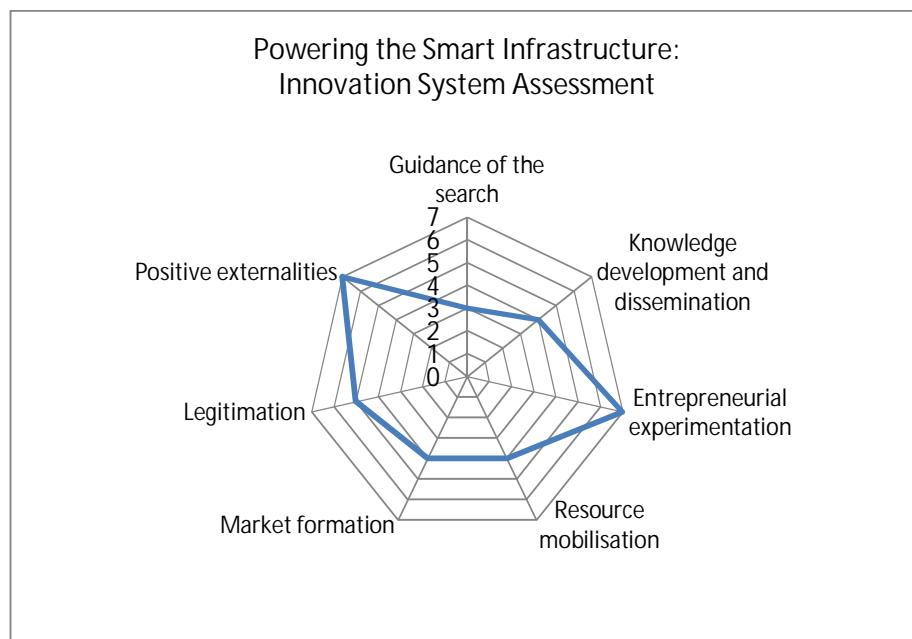 Powering the Smart Infrastructure:
Innovation System Assessment
Guidance of the
search
7
6
5
4
3
2
1
0
Knowledge
development and
dissemination
Positive externalities
Entrepreneurial
experimentation
Legitimation
Resource
mobilisation
Market formation